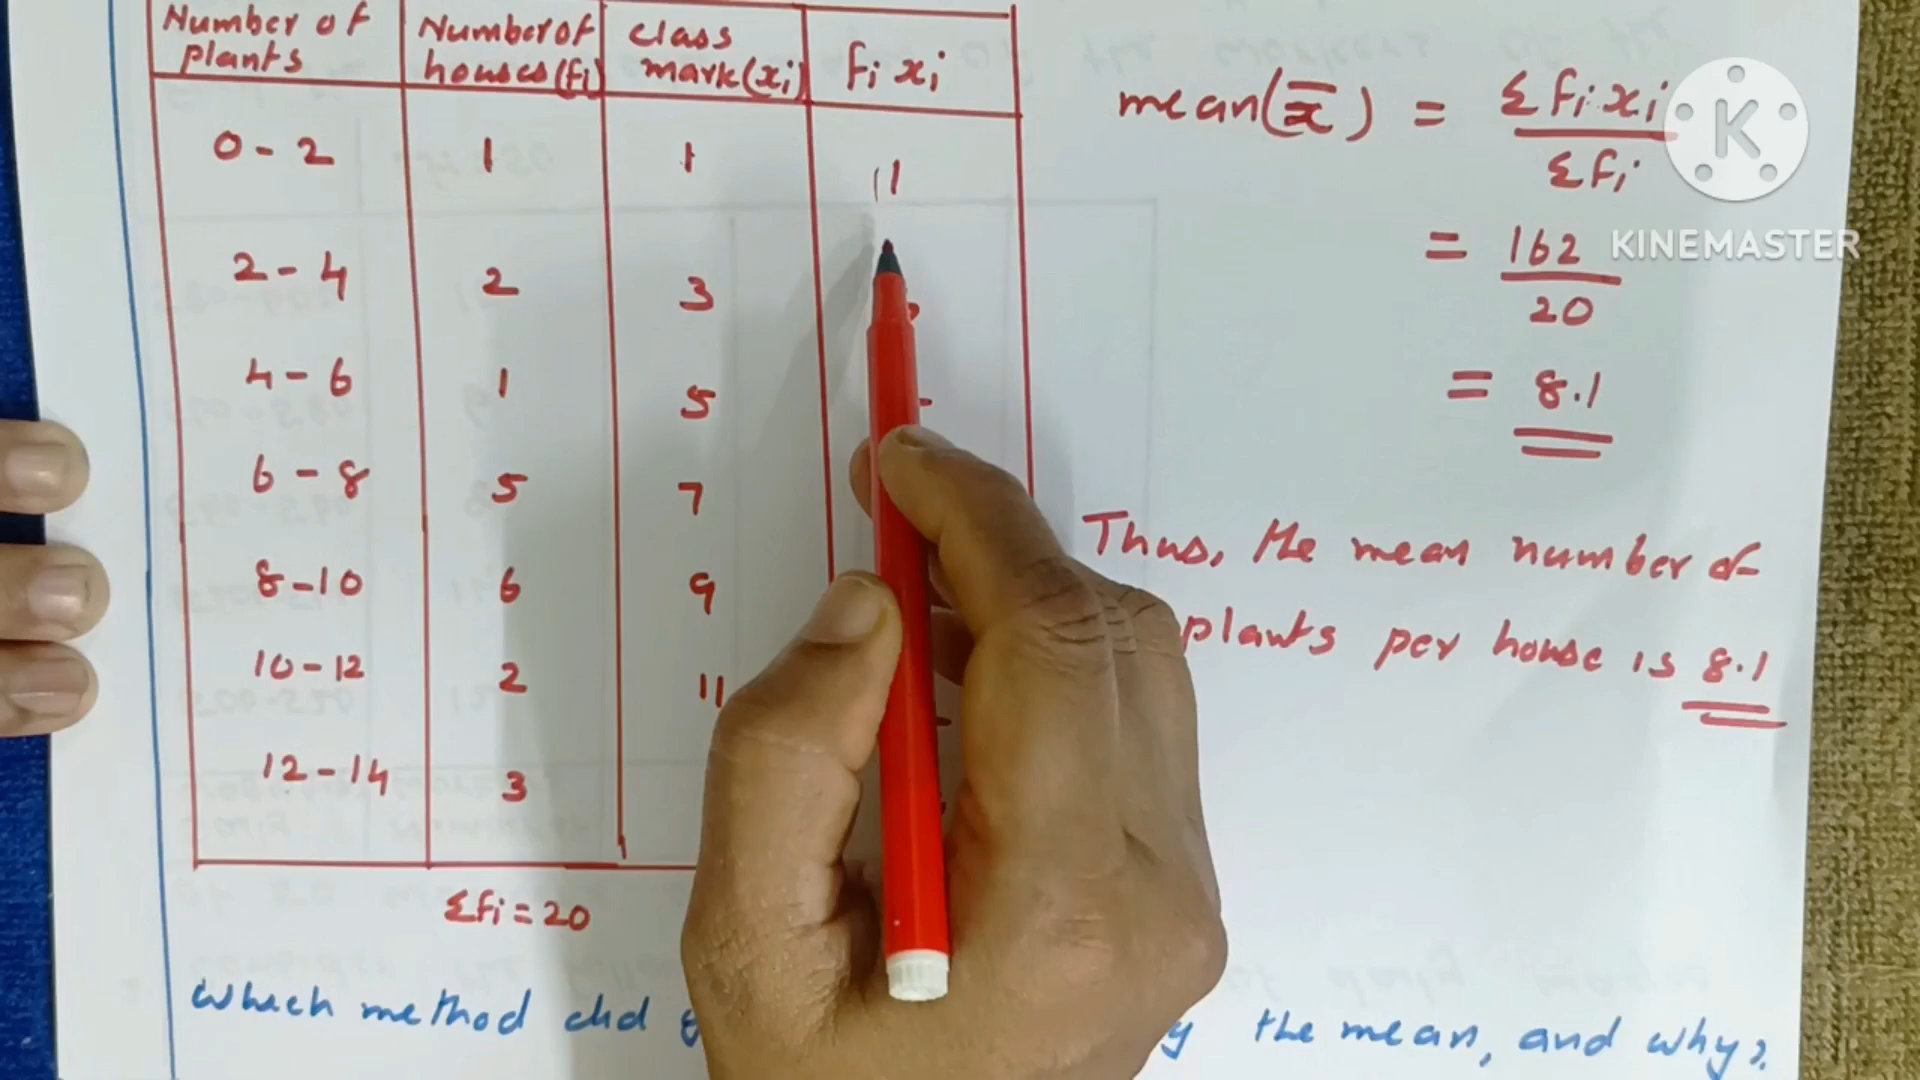 Number of plants
Number of houses (fi)
class mark (xi)
fi xi
0 - 2 1 1 1
2 - 4 2 3
4 - 6 1 5
6 - 8 5 7
8 - 10 6 9
10 - 12 2 11
12 - 14 3
Σfi = 20
mean (x̄) = Σ fi xi
Σ fi
= 162
20
= 8.1
Thus, the mean number of
plants per house is 8.1
which method did the mean, and why?
K
KINEMASTER